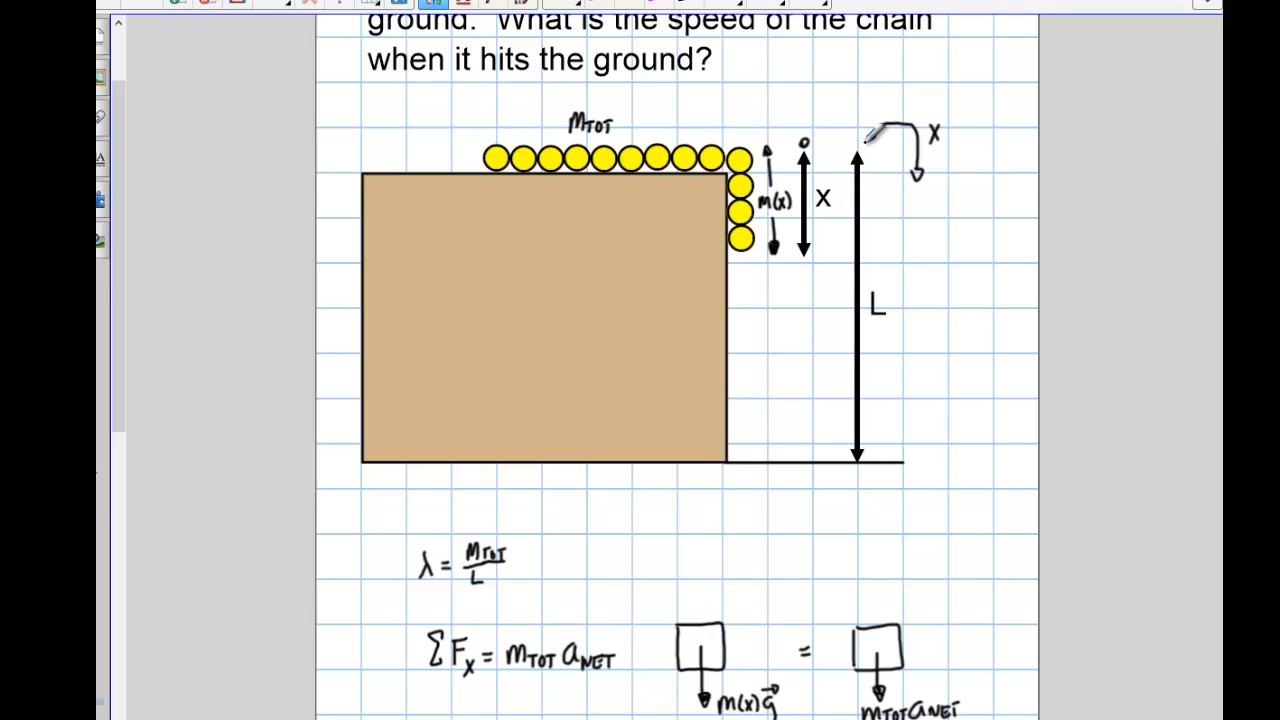 ground. What is the speed of the chain
when it hits the ground?
MTOT
X
m(x)
X
L
λ = MTOT/L
ΣFx = mTOT aNET
=
m(x)g⃗
mTOT aNET